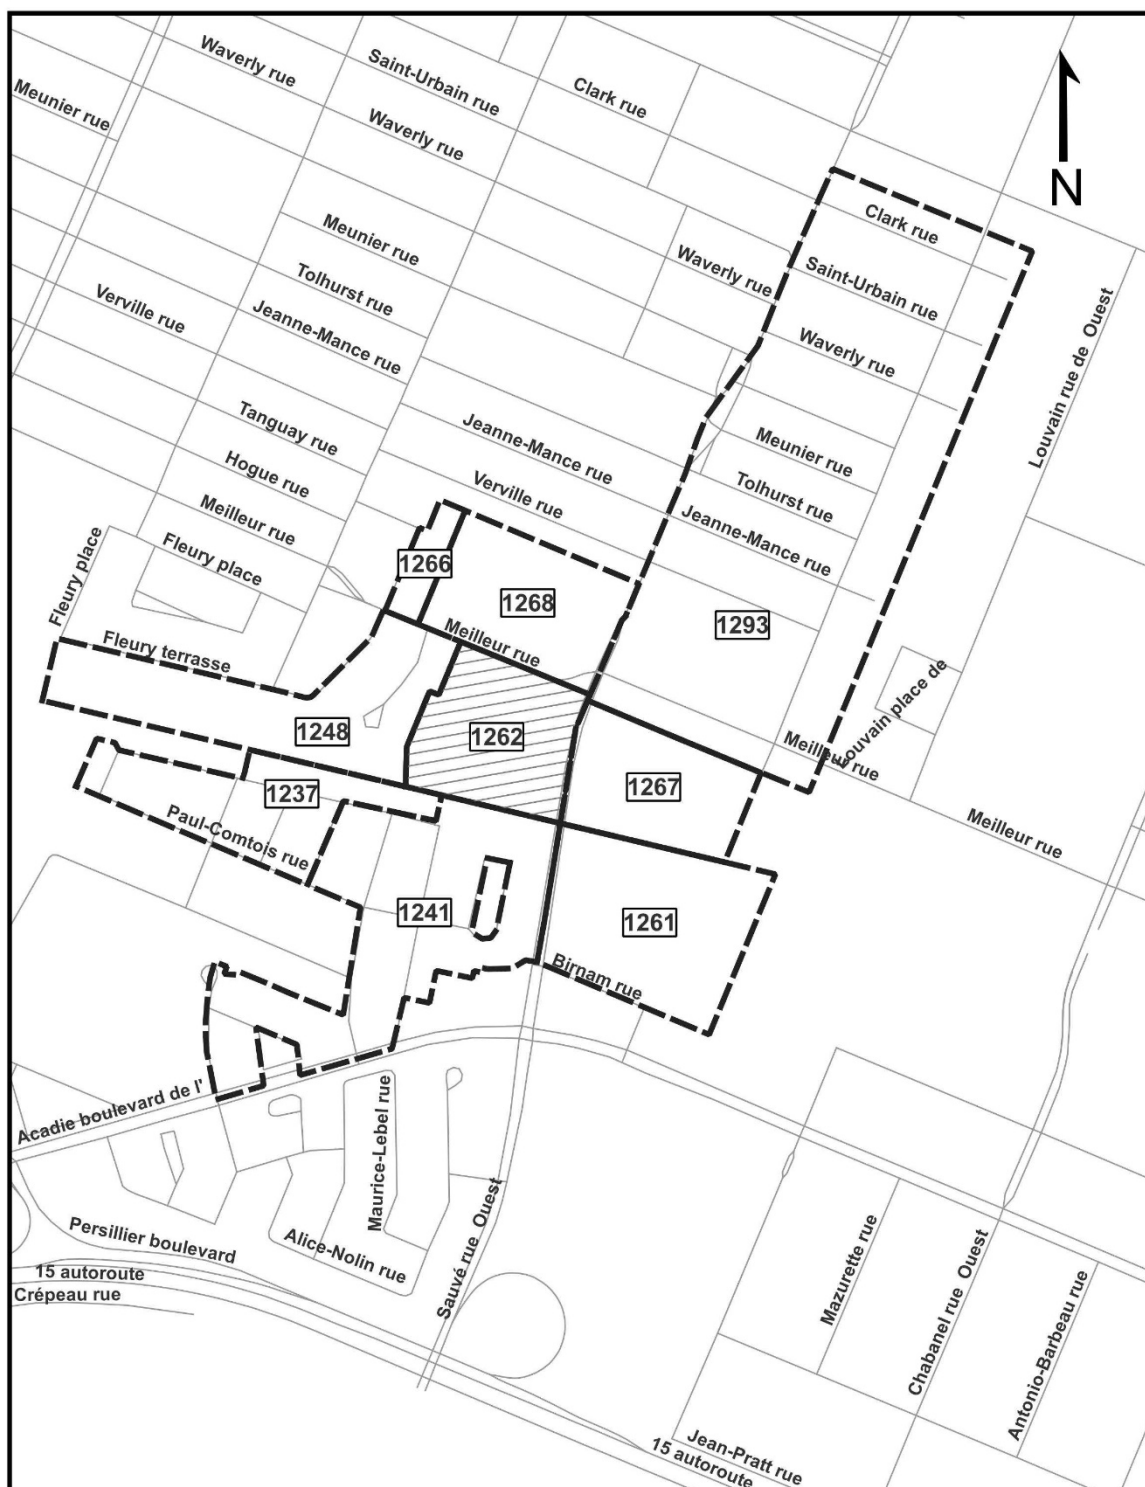 Waverly rue
Saint-Urbain rue
Clark rue
Meunier rue
Waverly rue
N
Clark rue
Meunier rue
Waverly rue
Saint-Urbain rue
Tolhurst rue
Verville rue
Jeanne-Mance rue
Waverly rue
Louvain rue de Ouest
Tanguay rue
Jeanne-Mance rue
Meunier rue
Hogue rue
Verville rue
Tolhurst rue
Meilleur rue
Jeanne-Mance rue
Fleury place
Fleury place
1266
1268
1293
Fleury terrasse
Meilleur rue
Louvain place de
1248
1262
Meilleur rue
1237
1267
Meilleur rue
Paul-Comtois rue
1241
1261
Birnam rue
Acadie boulevard de l'
Maurice-Lebel rue
Persillier boulevard
Alice-Nolin rue
Sauvé rue Ouest
15 autoroute
Crépeau rue
Mazurette rue
Chabanel rue Ouest
Antonio-Barbeau rue
Jean-Pratt rue
15 autoroute